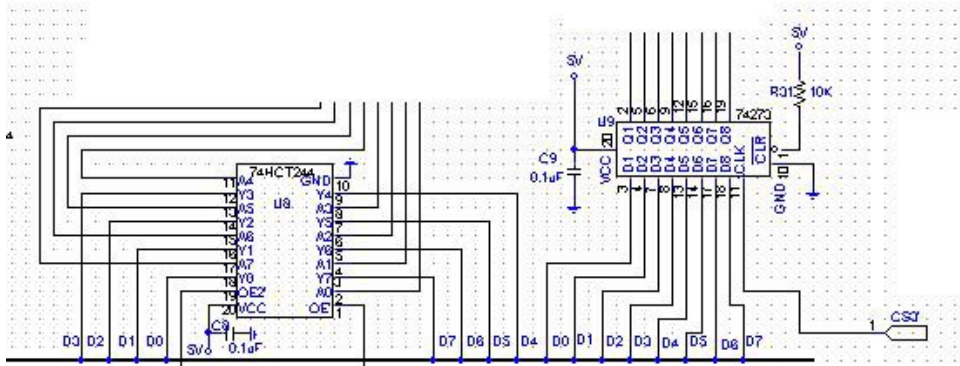 5V
5V
R31 10K
U9
2 5 6 9 12 15 16 19
74273
Q1 Q2 Q3 Q4 Q5 Q6 Q7 Q8
20
VCC
D1 D2 D3 D4 D5 D6 D7 D8 CLK CLR
1
10
GND
3 4 7 8 13 14 17 18 11
C9
0.1uF
74HCT244
U8
11 A4 GND 10
12 Y3 Y4 9
13 A5 A3 8
14 Y2 Y5 7
15 A6 A2 6
16 Y1 Y6 5
17 A7 A1 4
18 Y0 Y7 3
19 OE2' A0 2
20 VCC OE' 1
C8
0.1uF
5V
1 CS3'
D3 D2 D1 D0 D7 D6 D5 D4 D0 D1 D2 D3 D4 D5 D6 D7